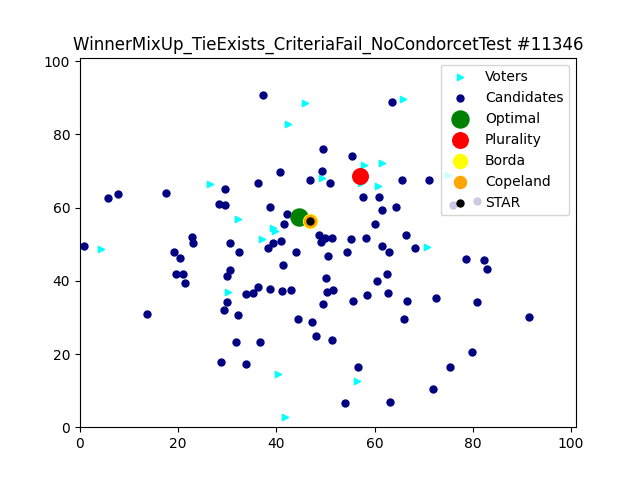 WinnerMixUp_TieExists_CriteriaFail_NoCondorcetTest #11346
100
80
60
40
20
0
0 20 40 60 80 100
Voters
Candidates
Optimal
Plurality
Borda
Copeland
STAR